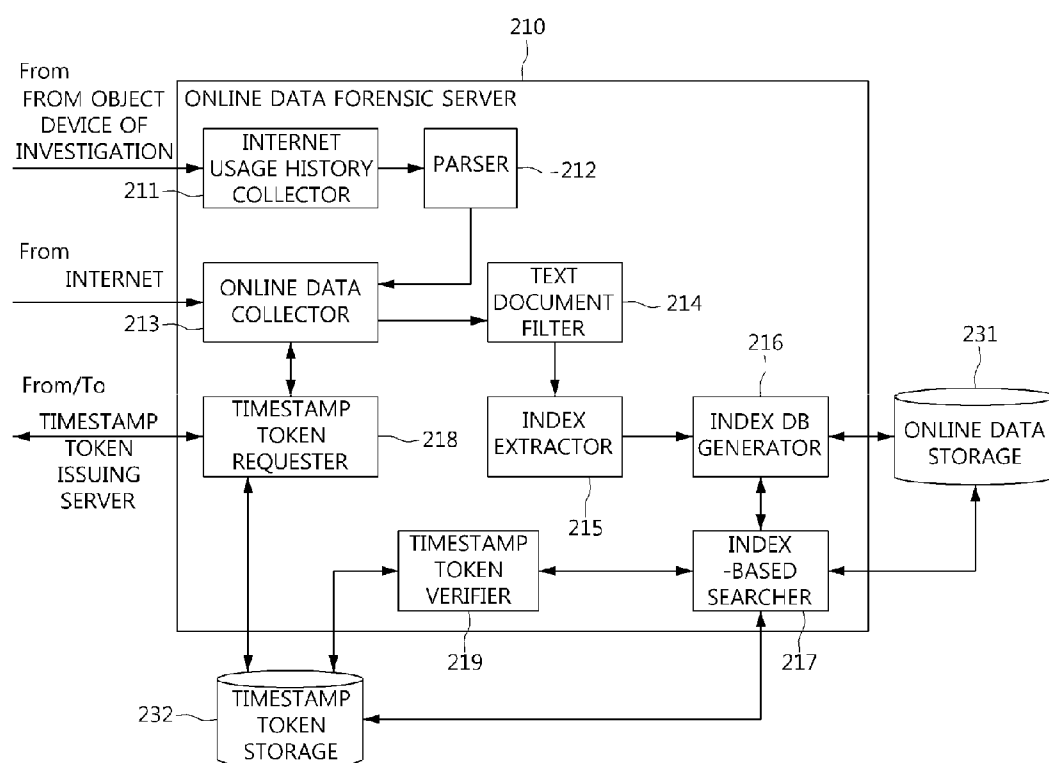 210
From
FROM OBJECT
DEVICE OF
INVESTIGATION
ONLINE DATA FORENSIC SERVER
INTERNET
USAGE HISTORY
COLLECTOR
211
PARSER
212
From
INTERNET
ONLINE DATA
COLLECTOR
213
TEXT
DOCUMENT
FILTER
214
216
231
From/To
TIMESTAMP
TOKEN
ISSUING
SERVER
TIMESTAMP
TOKEN
REQUESTER
218
INDEX
EXTRACTOR
215
INDEX DB
GENERATOR
ONLINE DATA
STORAGE
TIMESTAMP
TOKEN
VERIFIER
219
INDEX
-BASED
SEARCHER
217
232
TIMESTAMP
TOKEN
STORAGE